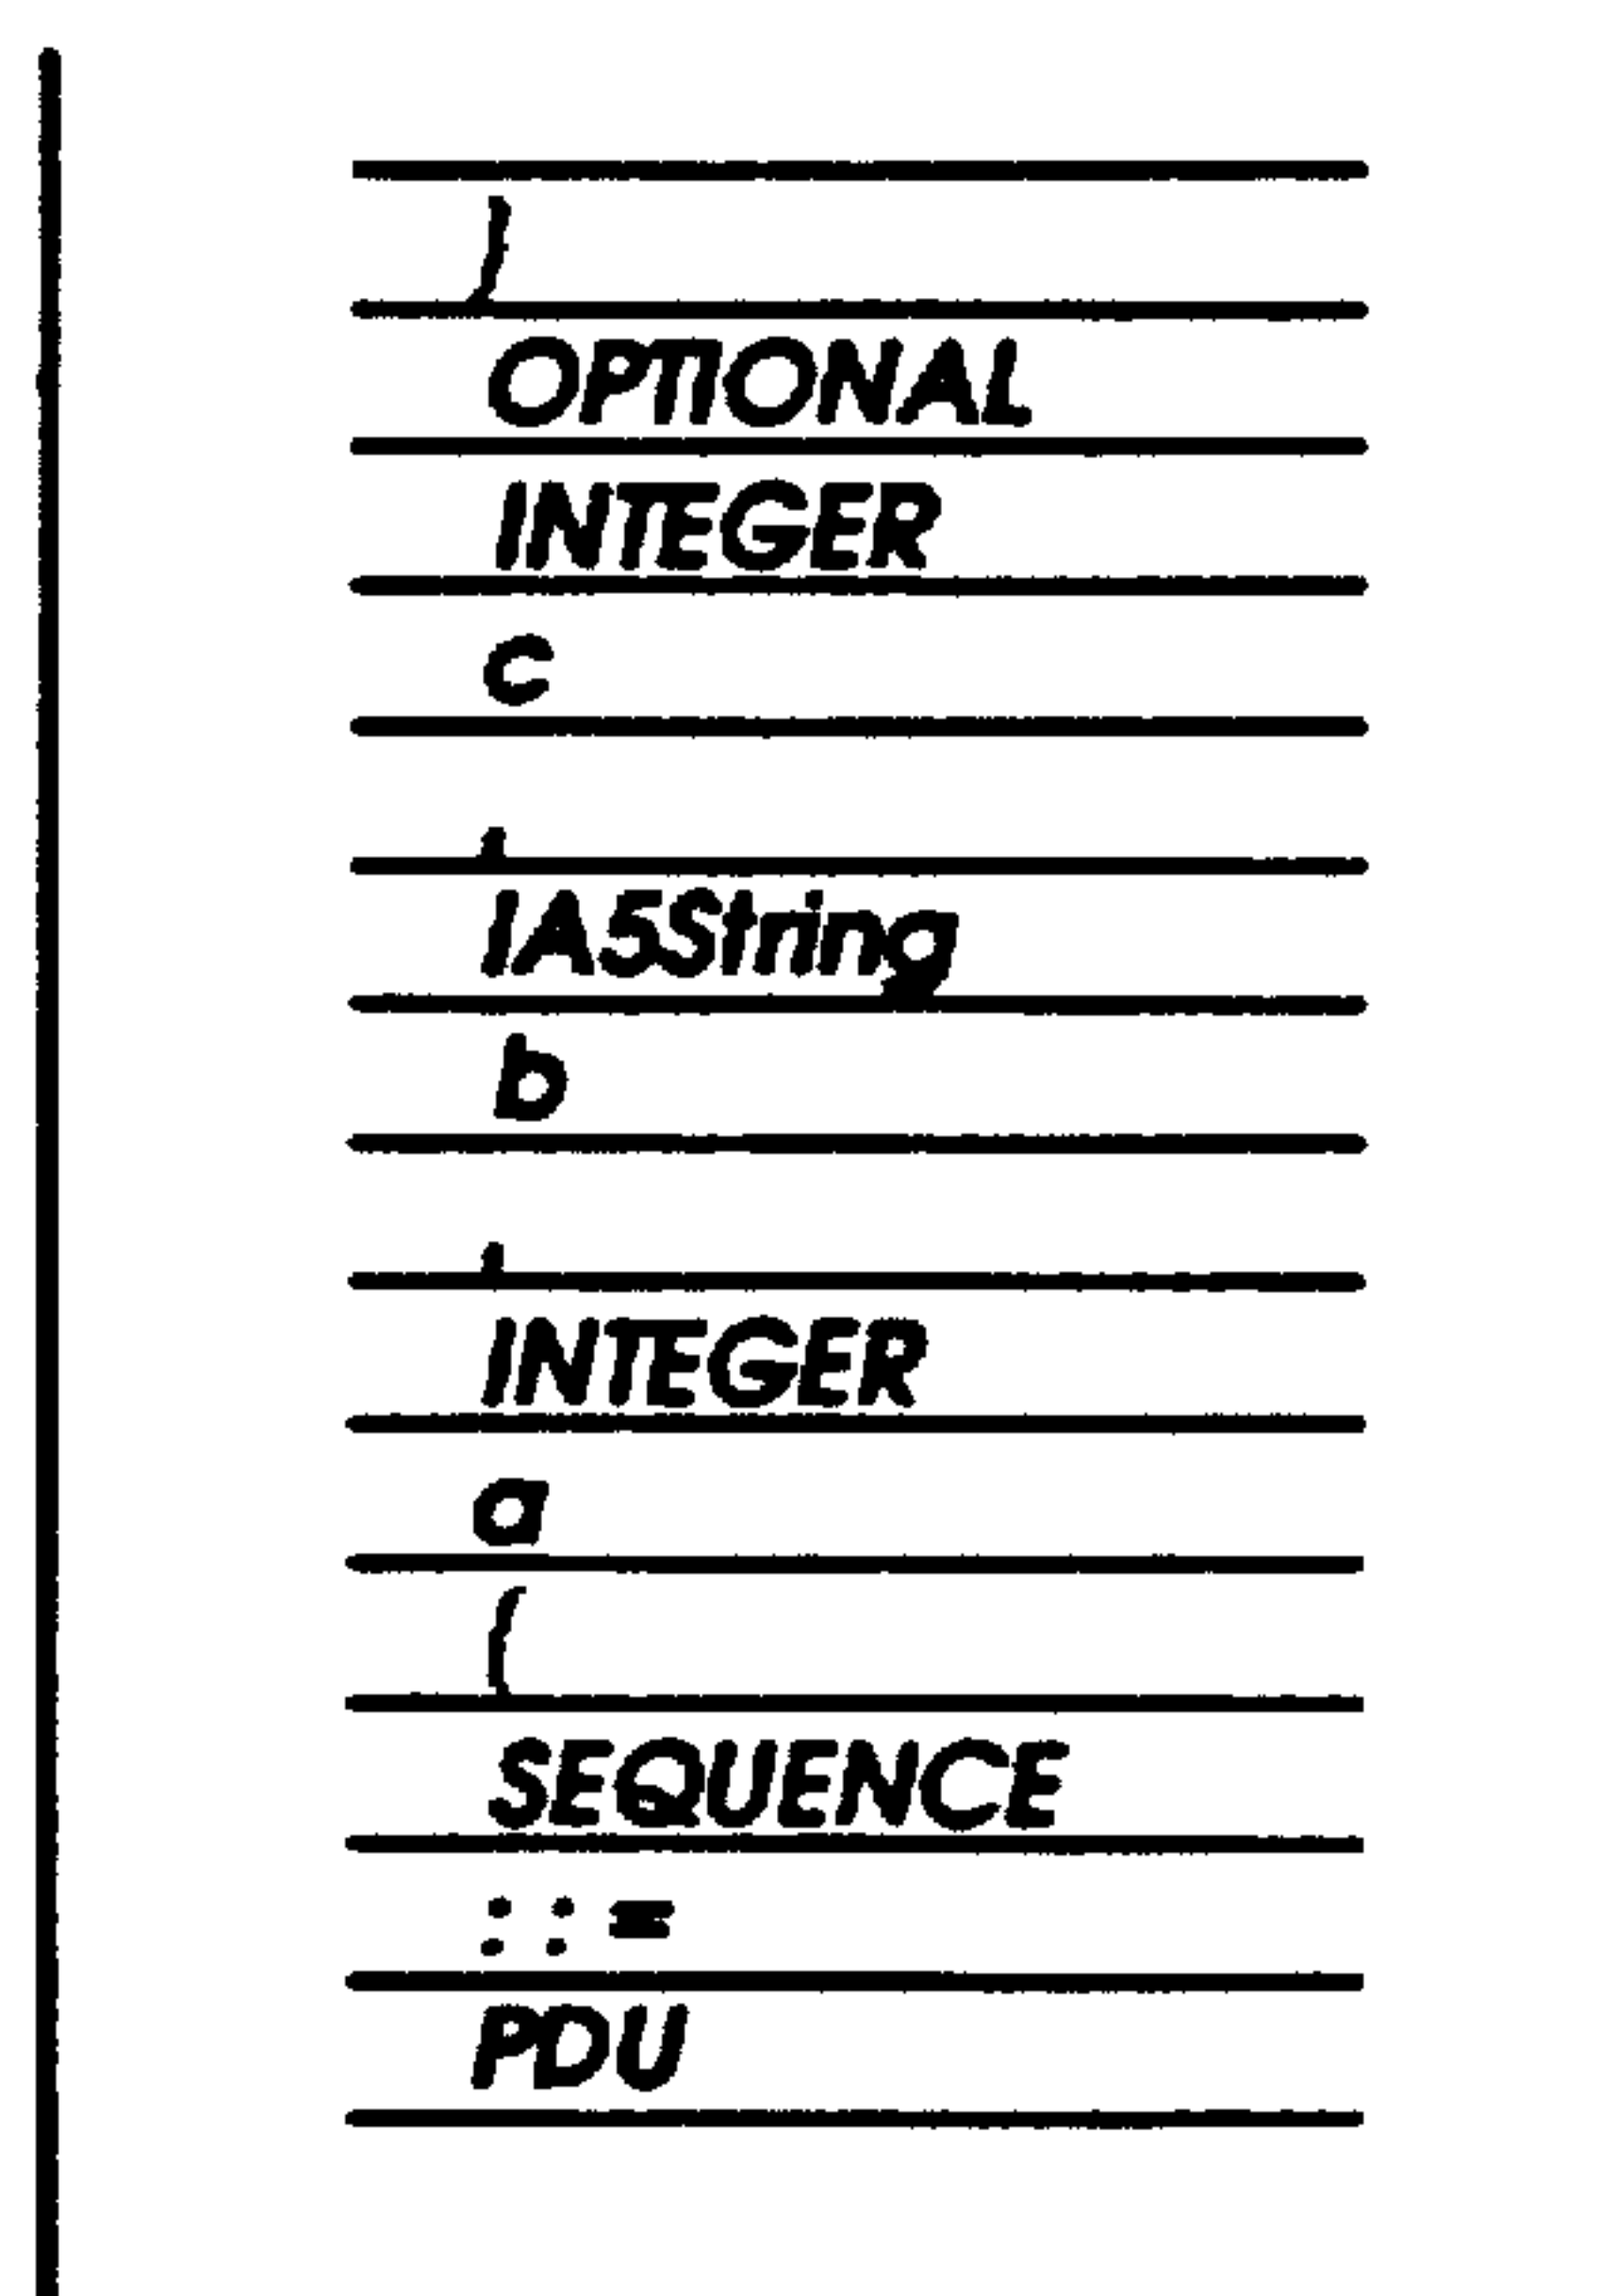 }
OPTIONAL
INTEGER
c
,
IA5String
b
,
INTEGER
a
{
SEQUENCE
: : =
PDU